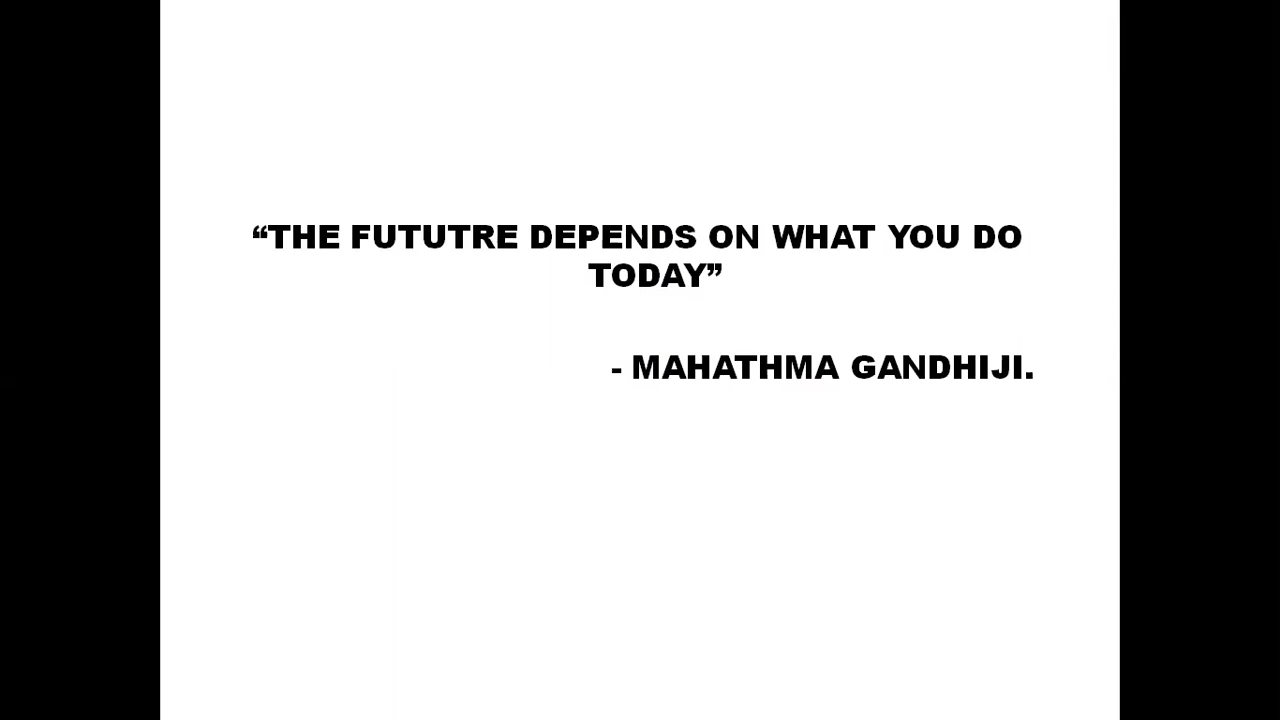 “THE FUTUTRE DEPENDS ON WHAT YOU DO
TODAY”
- MAHATHMA GANDHIJI.